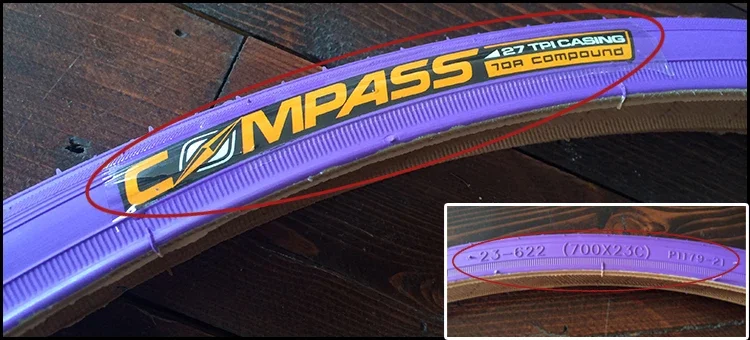 COMPASS
27 TPI CASING
70A COMPOUND
23-622 (700X23C) P1179-21